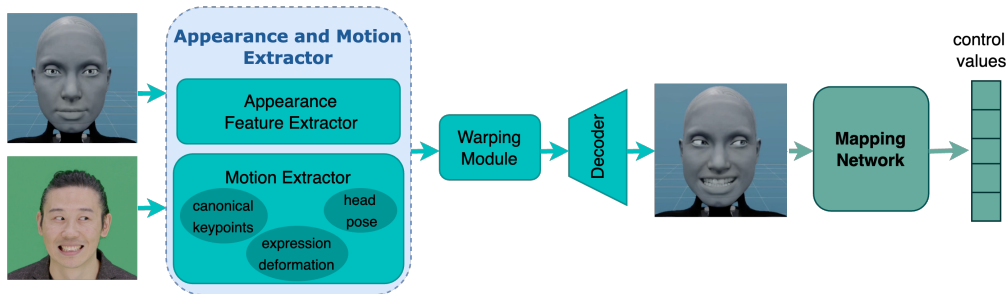 Appearance and Motion
Extractor
Appearance
Feature Extractor
Motion Extractor
canonical
keypoints
head
pose
expression
deformation
Warping
Module
Decoder
Mapping
Network
control
values